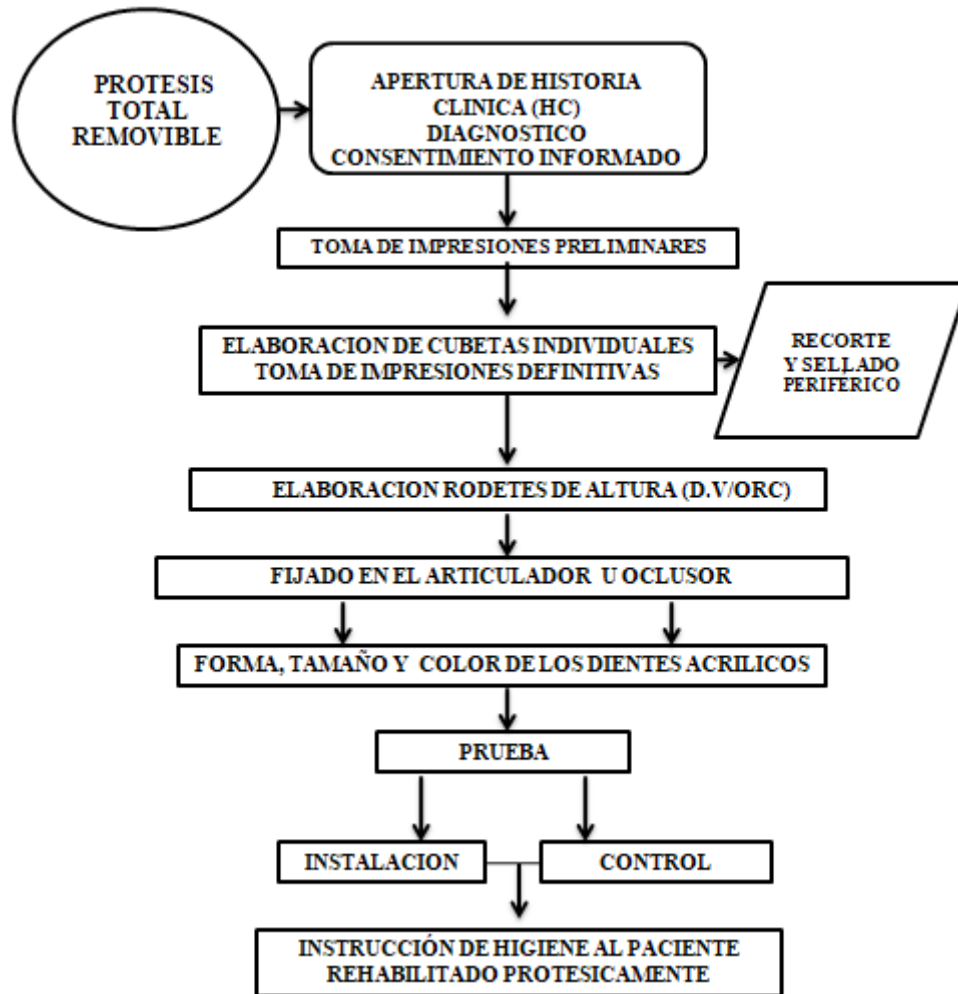 PROTESIS
TOTAL
REMOVIBLE
APERTURA DE HISTORIA
CLINICA (HC)
DIAGNOSTICO
CONSENTIMIENTO INFORMADO
TOMA DE IMPRESIONES PRELIMINARES
ELABORACION DE CUBETAS INDIVIDUALES
TOMA DE IMPRESIONES DEFINITIVAS
RECORTE
Y SELLADO
PERIFERICO
ELABORACION RODETES DE ALTURA (D.V/ORC)
FIJADO EN EL ARTICULADOR U OCLUSOR
FORMA, TAMAÑO Y COLOR DE LOS DIENTES ACRILICOS
PRUEBA
INSTALACION
CONTROL
INSTRUCCIÓN DE HIGIENE AL PACIENTE
REHABILITADO PROTESICAMENTE